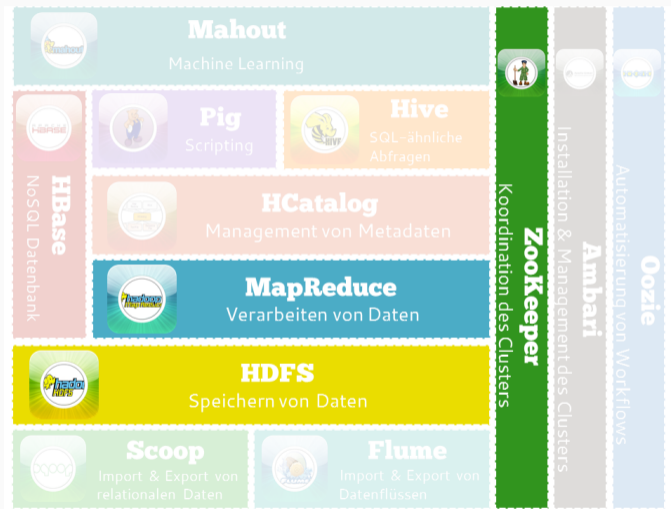 Mahout
Machine Learning
HBase
NoSQL Datenbank
Pig
Scripting
Hive
SQL-ähnliche
Abfragen
HCatalog
Management von Metadaten
MapReduce
Verarbeiten von Daten
HDFS
Speichern von Daten
Scoop
Import & Export von
relationalen Daten
Flume
Import & Export von
Datenflüssen
ZooKeeper
Koordination des Clusters
Ambari
Installation & Management des Clusters
Oozie
Automatisierung von Workflows